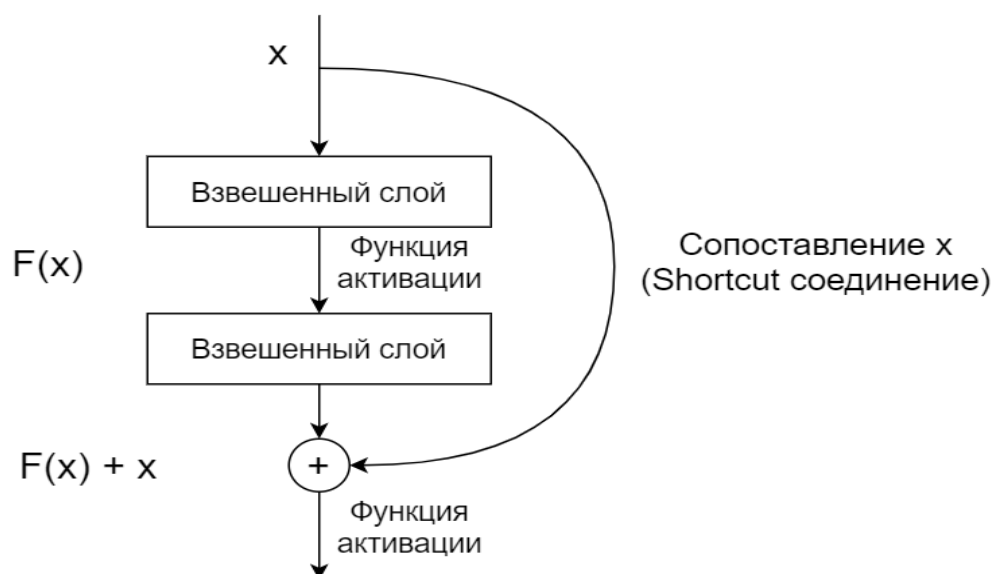 x
Взвешенный слой
Функция
активации
F(x)
Сопоставление x
(Shortcut соединение)
Взвешенный слой
F(x) + x
+
Функция
активации